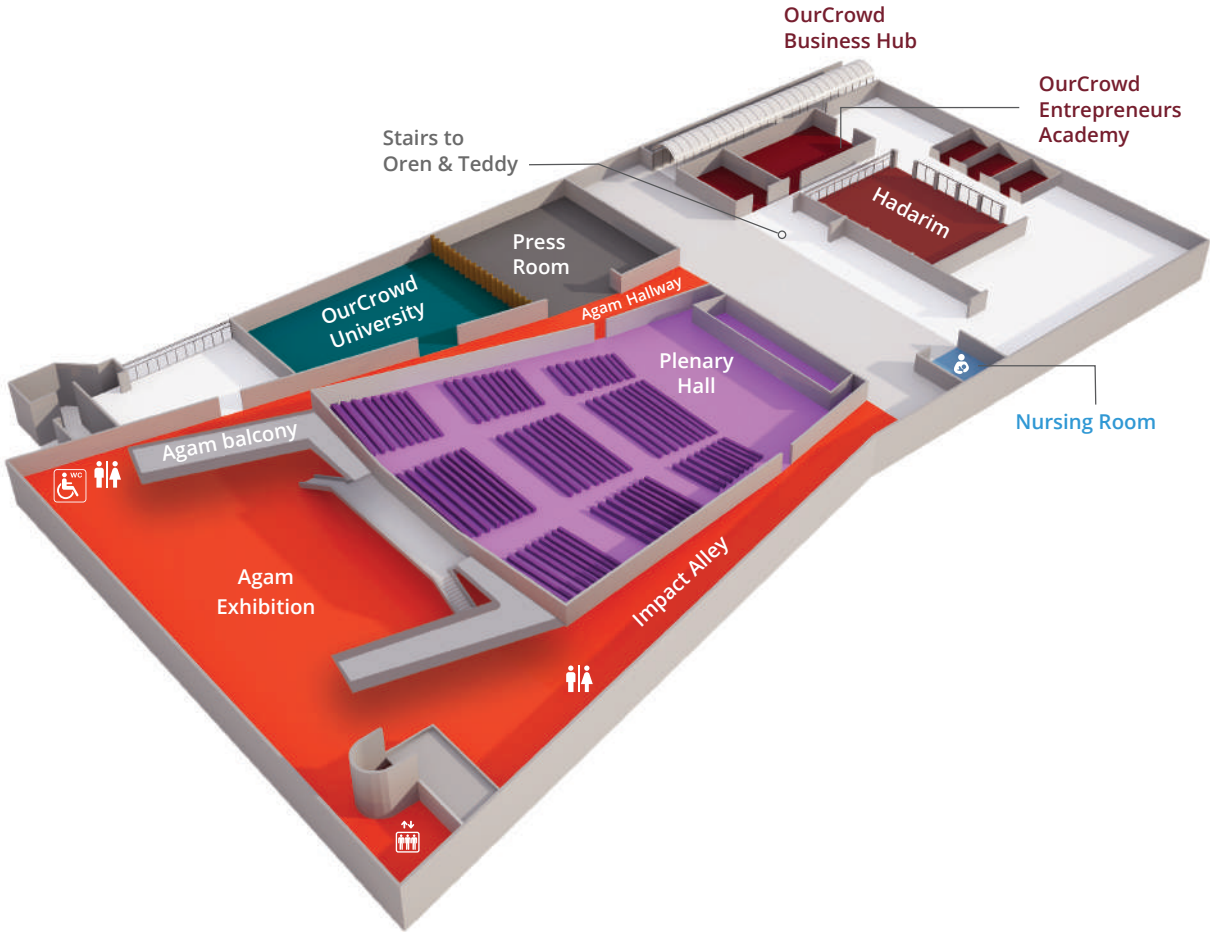 OurCrowd
Business Hub
OurCrowd
Entrepreneurs
Academy
Stairs to
Oren & Teddy
Hadarim
Press
Room
OurCrowd
University
Agam Hallway
Plenary
Hall
Nursing Room
Agam balcony
WC
Agam
Exhibition
Impact Alley